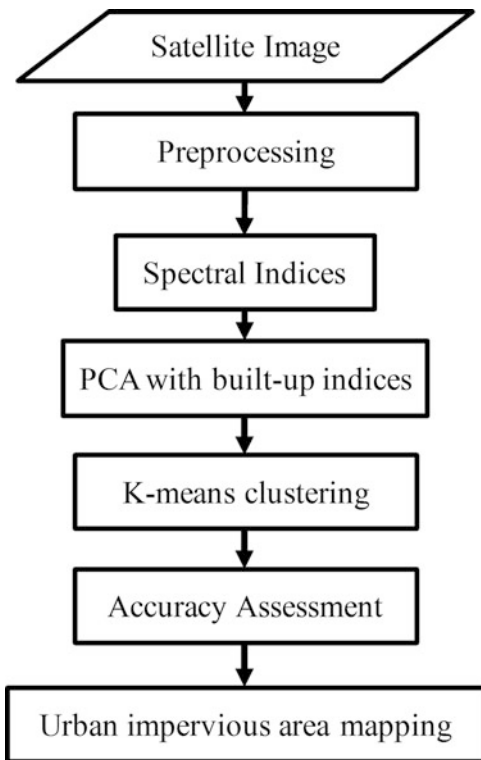 Satellite Image
Preprocessing
Spectral Indices
PCA with built-up indices
K-means clustering
Accuracy Assessment
Urban impervious area mapping